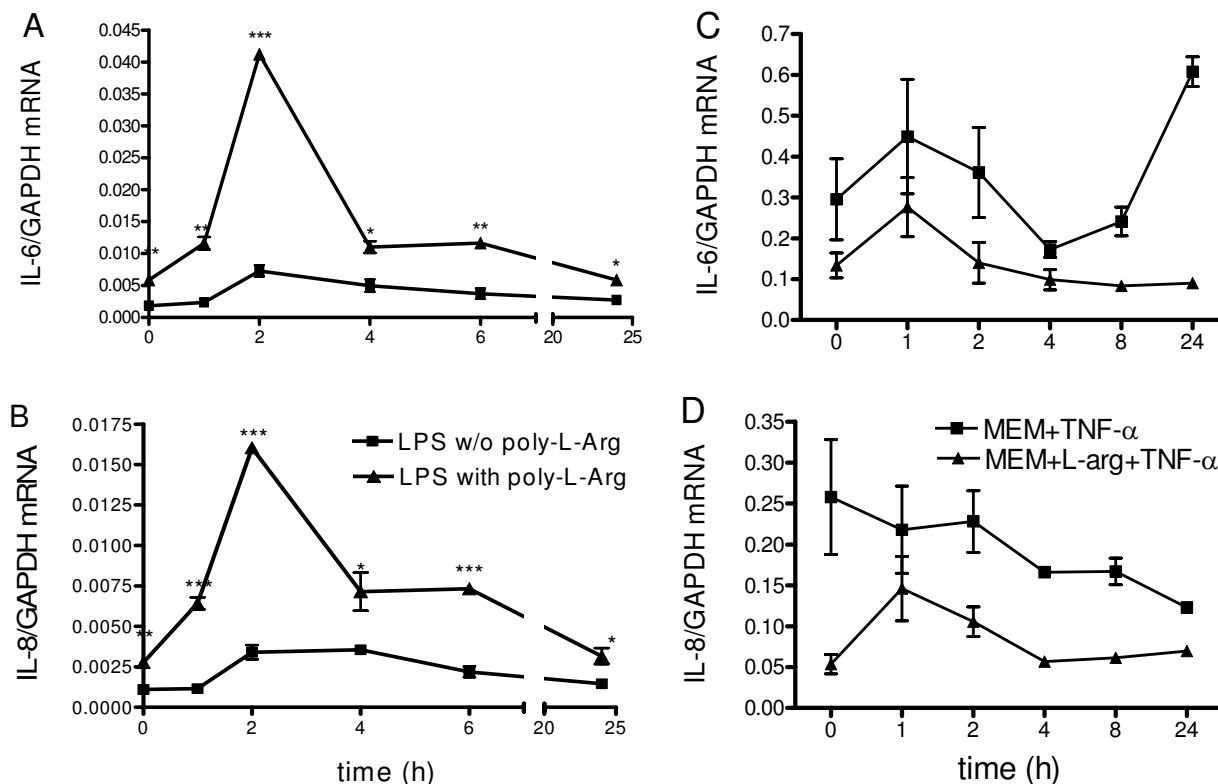 A
IL-6/GAPDH mRNA
0.045
0.040
0.035
0.030
0.025
0.020
0.015
0.010
0.005
0.000
** ** *** * ** *
0 2 4 6 20 25
B
IL-8/GAPDH mRNA
0.0175
0.0150
0.0125
0.0100
0.0075
0.0050
0.0025
0.0000
** *** *** * *** *
LPS w/o poly-L-Arg
LPS with poly-L-Arg
0 2 4 6 20 25
time (h)
C
IL-6/GAPDH mRNA
0.7
0.6
0.5
0.4
0.3
0.2
0.1
0.0
0 1 2 4 8 24
D
IL-8/GAPDH mRNA
0.35
0.30
0.25
0.20
0.15
0.10
0.05
0.00
MEM+TNF-α
MEM+L-arg+TNF-α
0 1 2 4 8 24
time (h)